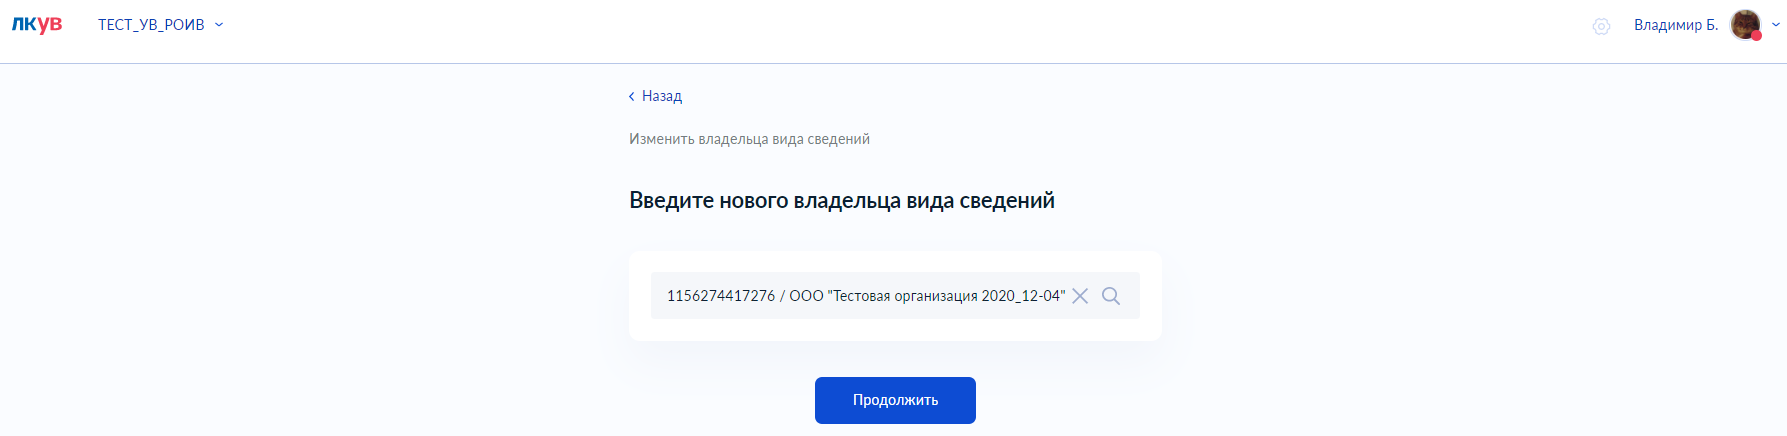 ЛКУВ ТЕСТ_УВ_РОИВ Владимир Б.
Назад
Изменить владельца вида сведений
Введите нового владельца вида сведений
1156274417276 / ООО "Тестовая организация 2020_12-04"
Продолжить